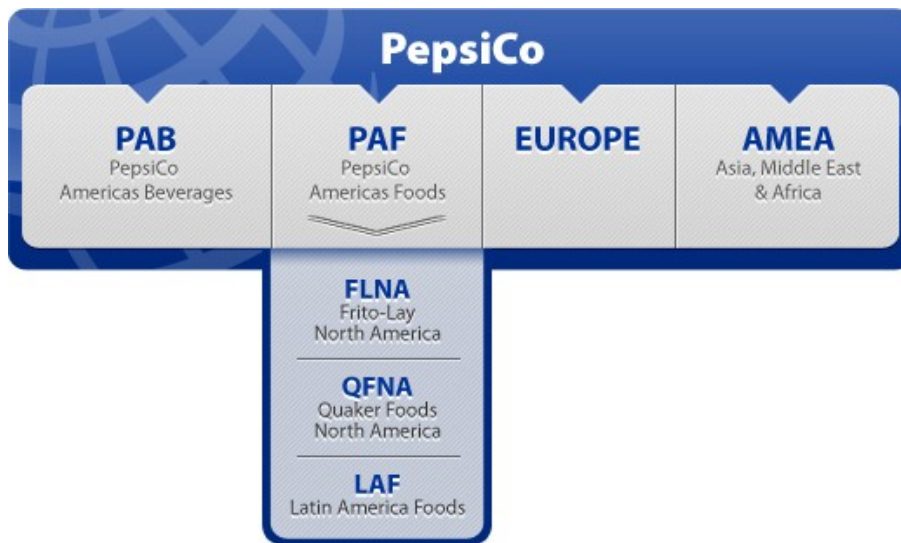 PepsiCo
PAB
PepsiCo
Americas Beverages
PAF
PepsiCo
Americas Foods
EUROPE
AMEA
Asia, Middle East
& Africa
FLNA
Frito-Lay
North America
QFNA
Quaker Foods
North America
LAF
Latin America Foods